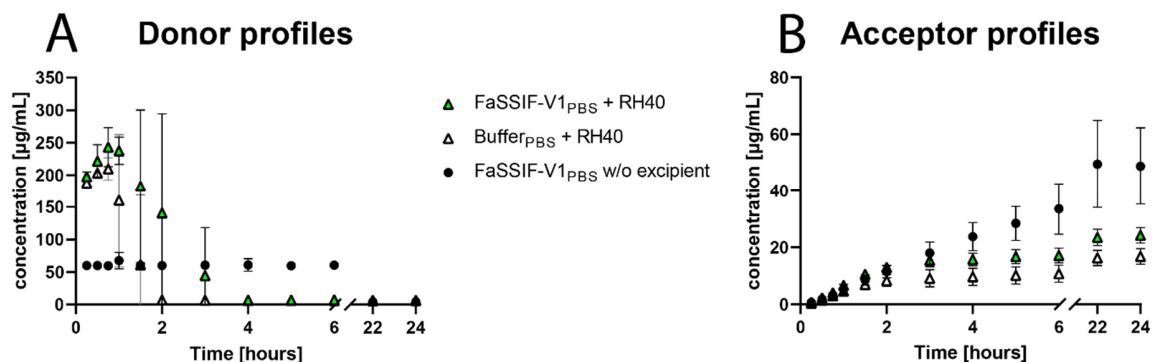 A Donor profiles
350
300
250
200
150
100
50
0
concentration [µg/mL]
0 2 4 6 22 24
Time [hours]
FaSSIF-V1PBS + RH40
BufferPBS + RH40
FaSSIF-V1PBS w/o excipient
B Acceptor profiles
80
60
40
20
0
concentration [µg/mL]
0 2 4 6 22 24
Time [hours]